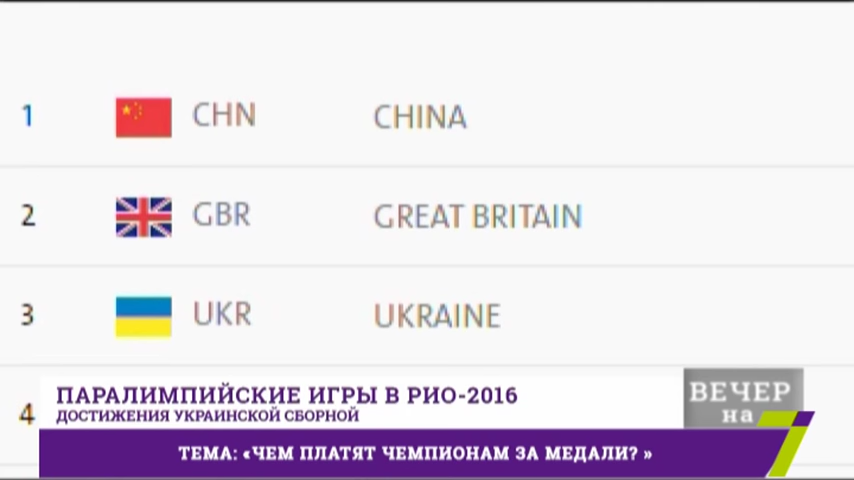 1 CHN CHINA
2 GBR GREAT BRITAIN
3 UKR UKRAINE
4
ПАРАЛИМПИЙСКИЕ ИГРЫ В РИО-2016
ДОСТИЖЕНИЯ УКРАИНСКОЙ СБОРНОЙ
ВЕЧЕР
на 7
ТЕМА: «ЧЕМ ПЛАТЯТ ЧЕМПИОНАМ ЗА МЕДАЛИ? »